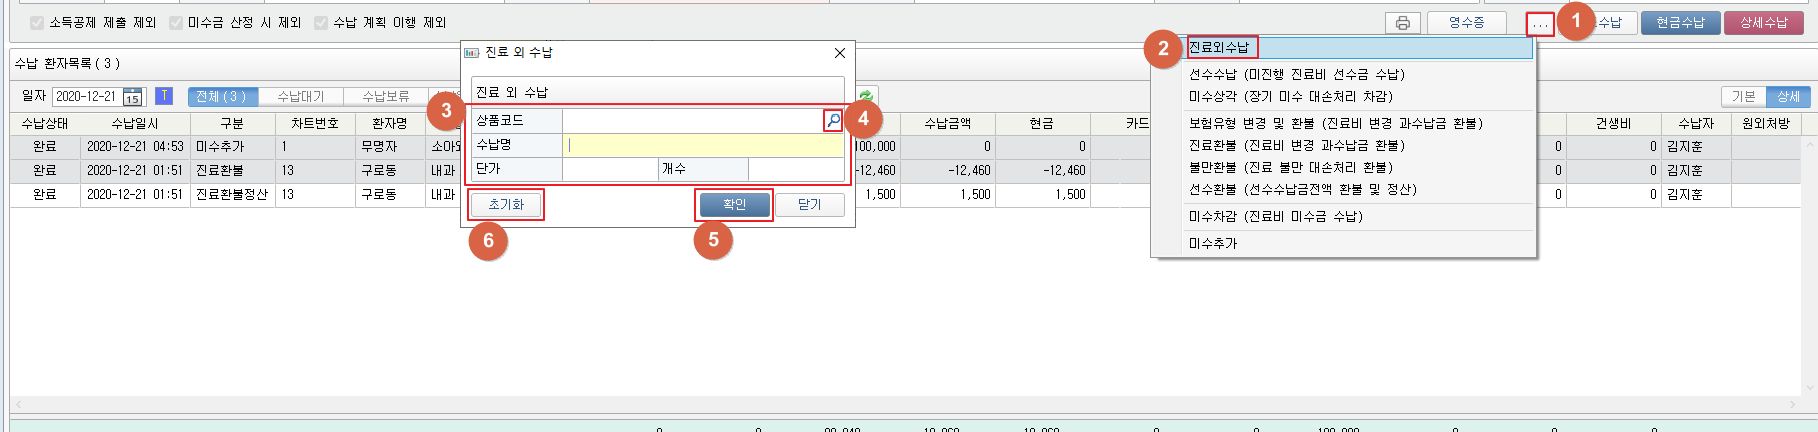 소득공제 제출 제외 미수금 산정 시 제외 수납 계획 이행 제외 영수증 ... 수납 현금수납 상세수납
1
진료 외 수납
2 진료외수납
수납 환자목록 ( 3 )
선수수납 (미진행 진료비 선수금 수납)
일자 2020-12-21 15 T 전체 ( 3 ) 수납대기 수납보류
진료 외 수납
미수상각 (장기 미수 대손처리 차감)
기본 상세
3 4
수납상태 수납일시 구분 차트번호 환자명
상품코드
수납금액 현금 카드
보험유형 변경 및 환불 (진료비 변경 과수납금 환불)
건생비 수납자 원외처방
완료 2020-12-21 04:53 미수추가 1 무명자 소아
수납명
100,000 0 0
진료환불 (진료비 변경 과수납금 환불)
0 0 김지훈
완료 2020-12-21 01:51 진료환불 13 구로동 내과
단가 개수
-12,460 -12,460 -12,460
불만환불 (진료 불만 대손처리 환불)
0 0 김지훈
완료 2020-12-21 01:51 진료환불정산 13 구로동 내과
1,500 1,500 1,500
선수환불 (선수수납금전액 환불 및 정산)
0 0 김지훈
초기화 확인 닫기
미수차감 (진료비 미수금 수납)
6 5
미수추가